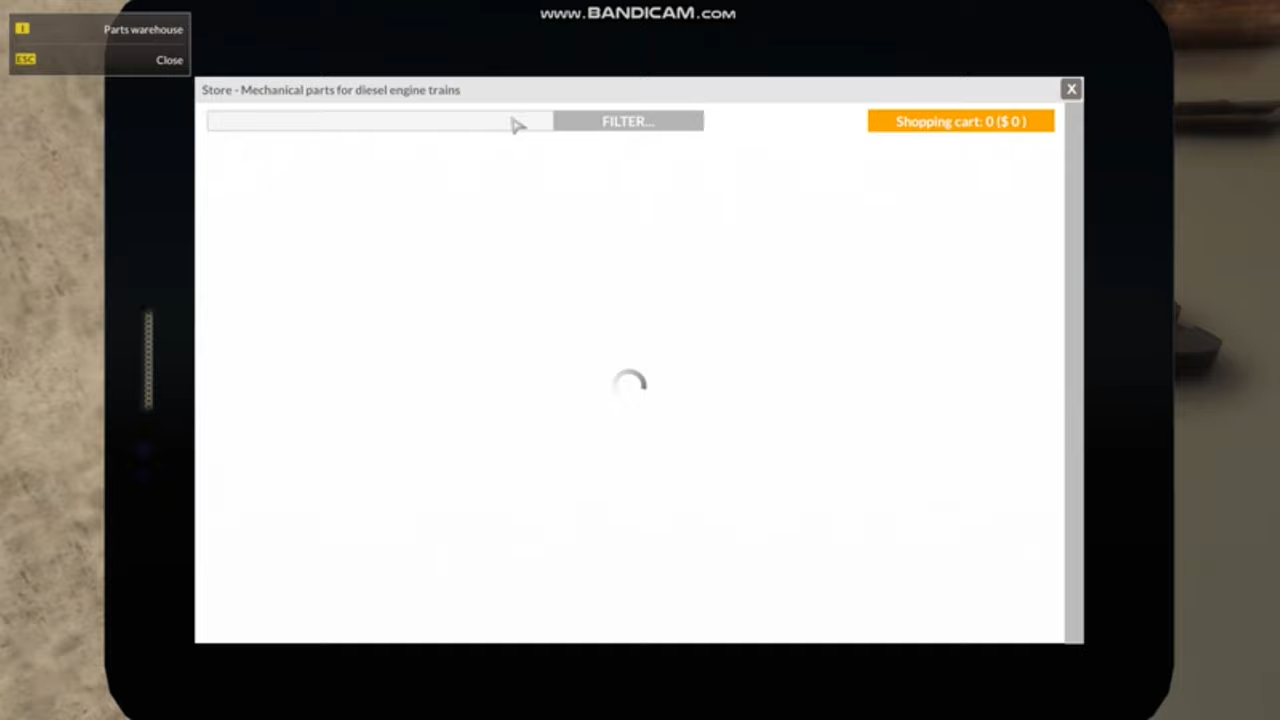 www.BANDICAM.com
I Parts warehouse
ESC Close
Store - Mechanical parts for diesel engine trains X
FILTER... Shopping cart: 0 ($ 0 )